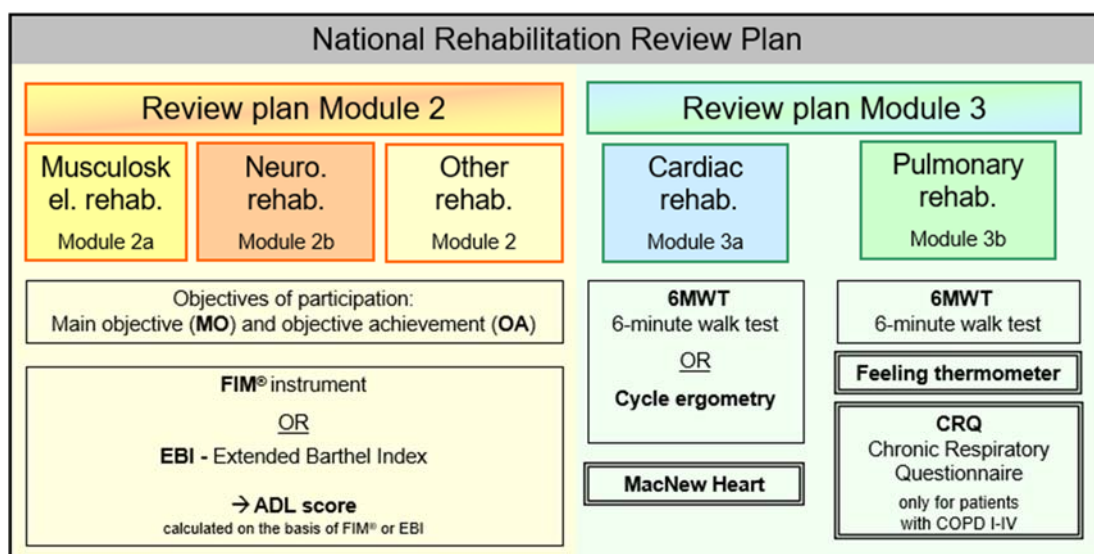 National Rehabilitation Review Plan
Review plan Module 2
Musculosk
el. rehab.
Module 2a
Neuro.
rehab.
Module 2b
Other
rehab.
Module 2
Objectives of participation:
Main objective (MO) and objective achievement (OA)
FIM® instrument
OR
EBI - Extended Barthel Index
→ ADL score
calculated on the basis of FIM® or EBI
Review plan Module 3
Cardiac
rehab.
Module 3a
6MWT
6-minute walk test
OR
Cycle ergometry
MacNew Heart
Pulmonary
rehab.
Module 3b
6MWT
6-minute walk test
Feeling thermometer
CRQ
Chronic Respiratory
Questionnaire
only for patients
with COPD I-IV